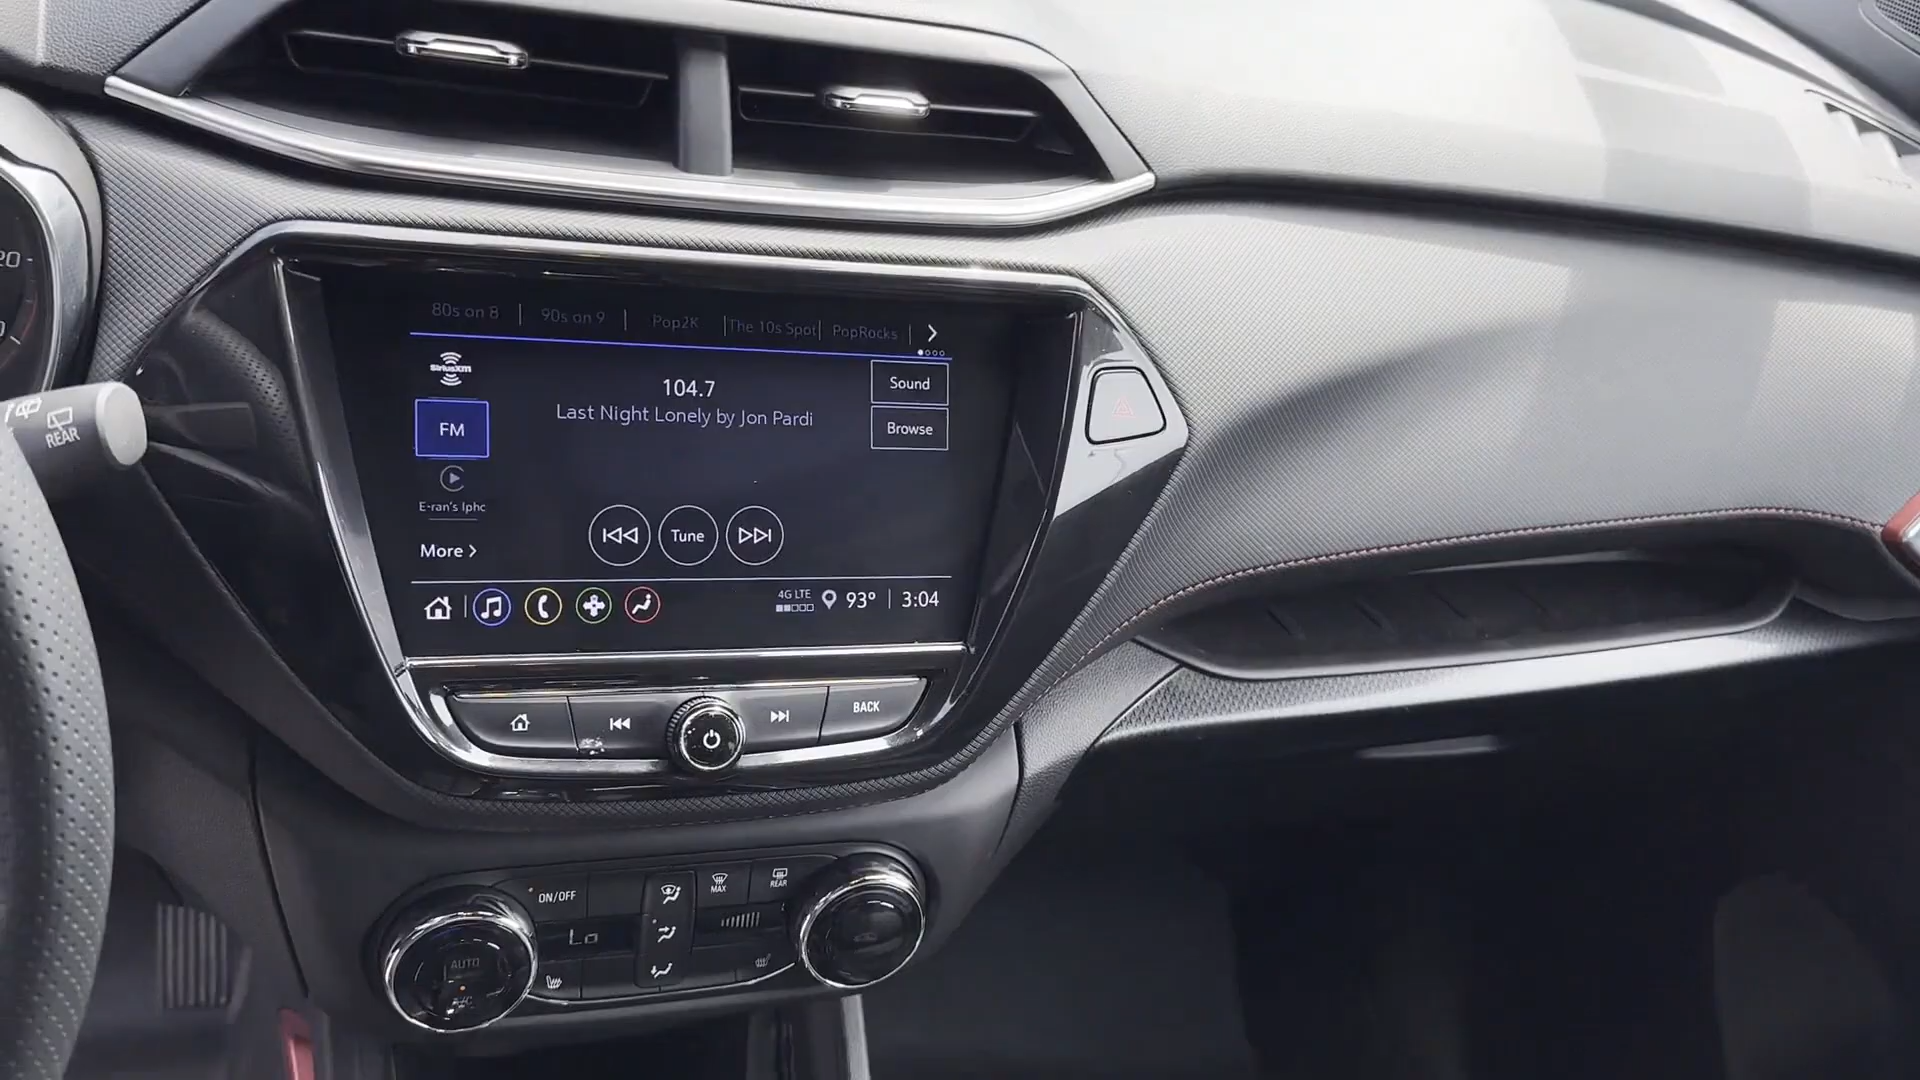 20
80s on 8 90s on 9 Pop2K The 10s Spot PopRocks
SiriusXM
104.7
Sound
Last Night Lonely by Jon Pardi
FM
Browse
REAR
E-ran's Iphc
Tune
More
4G LTE
93° 3:04
BACK
ON/OFF
MAX
REAR
Lo
AUTO
A/C